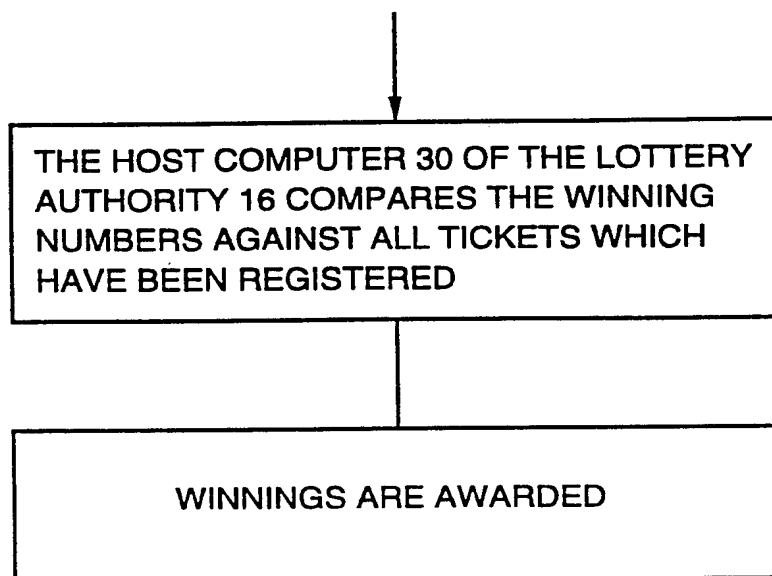 THE HOST COMPUTER 30 OF THE LOTTERY
AUTHORITY 16 COMPARES THE WINNING
NUMBERS AGAINST ALL TICKETS WHICH
HAVE BEEN REGISTERED
WINNINGS ARE AWARDED